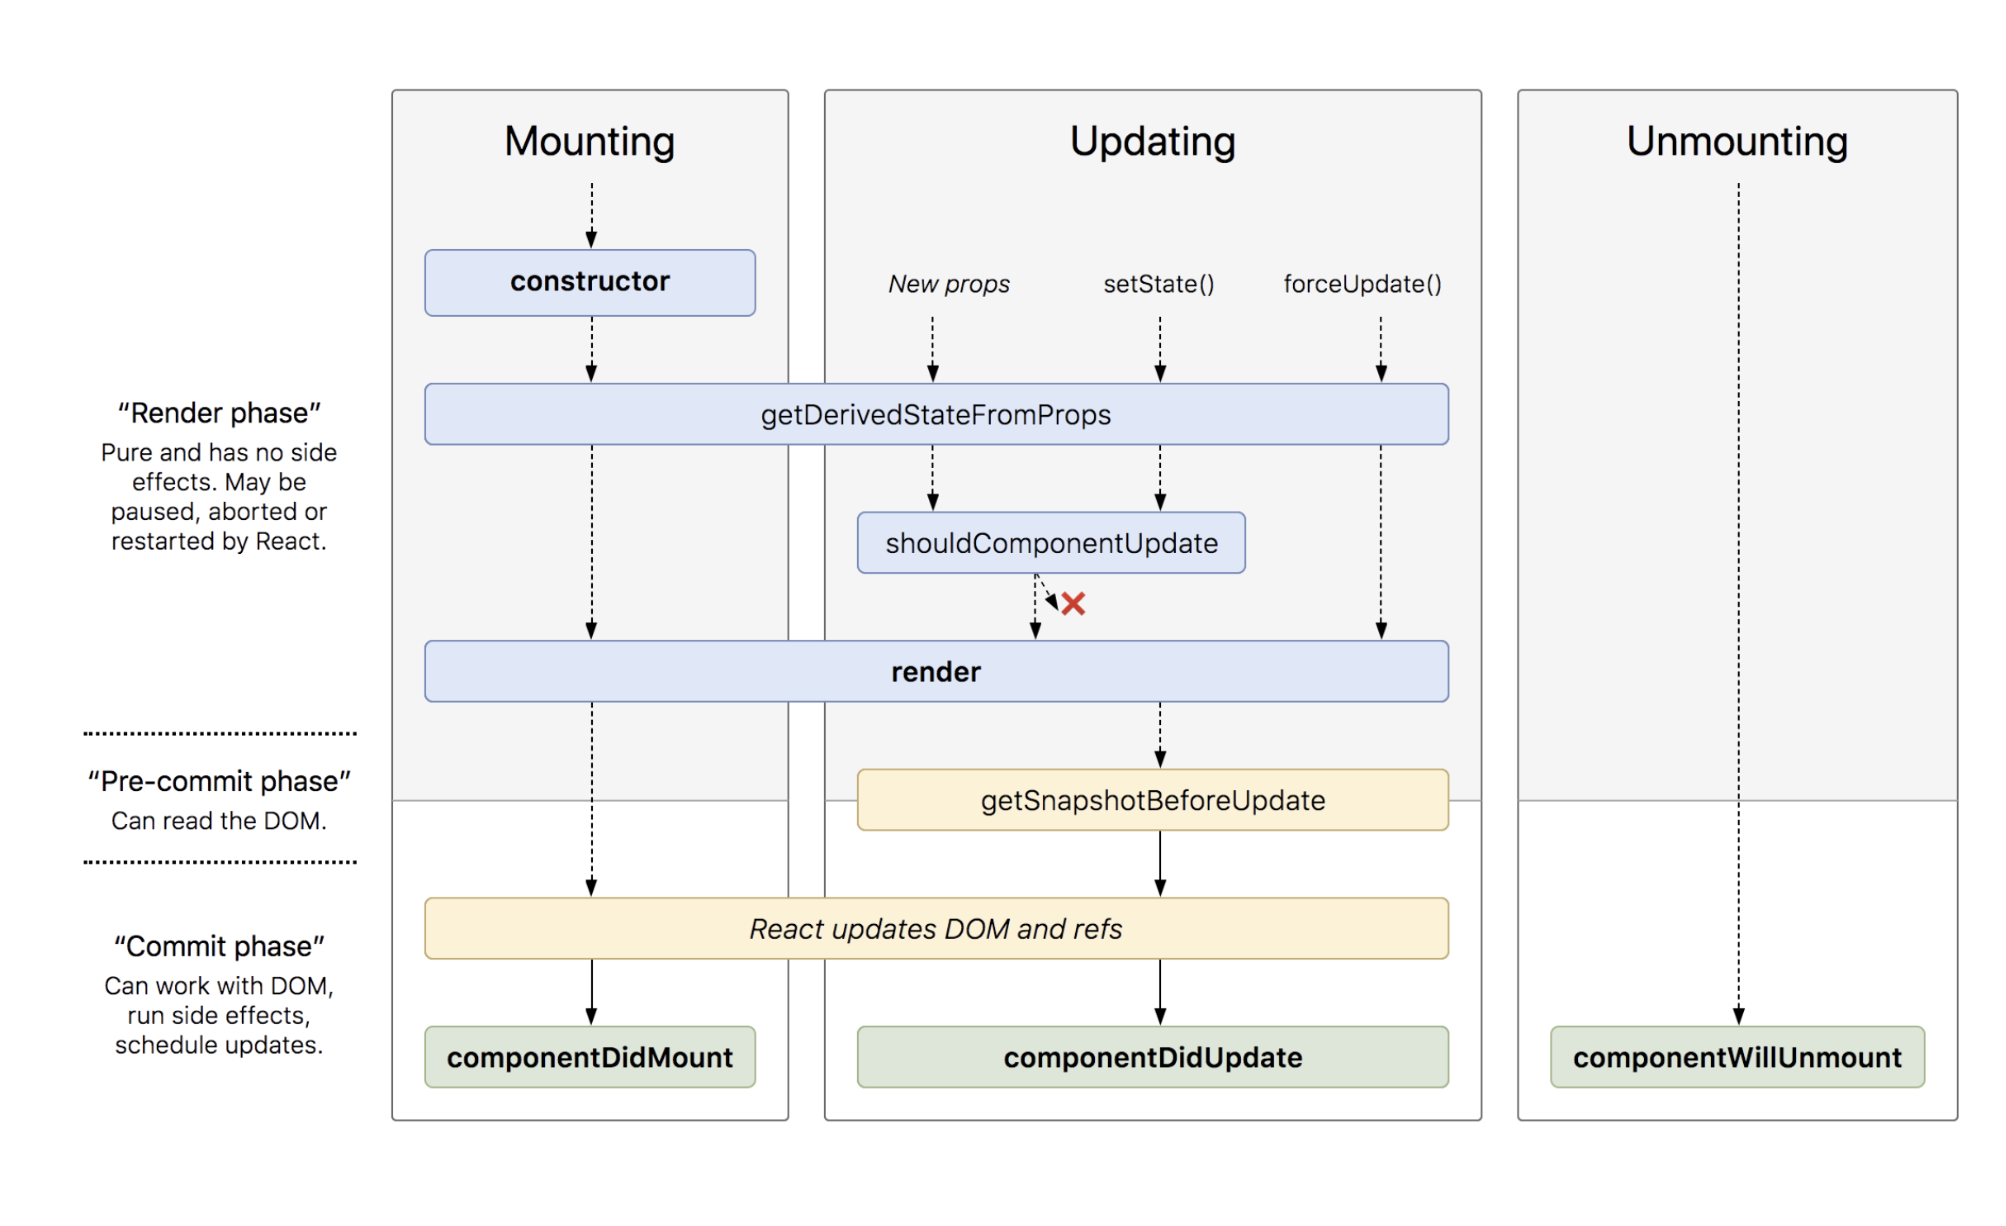 Mounting
Updating
Unmounting
constructor
New props
setState()
forceUpdate()
getDerivedStateFromProps
“Render phase”
Pure and has no side
effects. May be
paused, aborted or
restarted by React.
shouldComponentUpdate
render
“Pre-commit phase”
Can read the DOM.
getSnapshotBeforeUpdate
React updates DOM and refs
“Commit phase”
Can work with DOM,
run side effects,
schedule updates.
componentDidMount
componentDidUpdate
componentWillUnmount